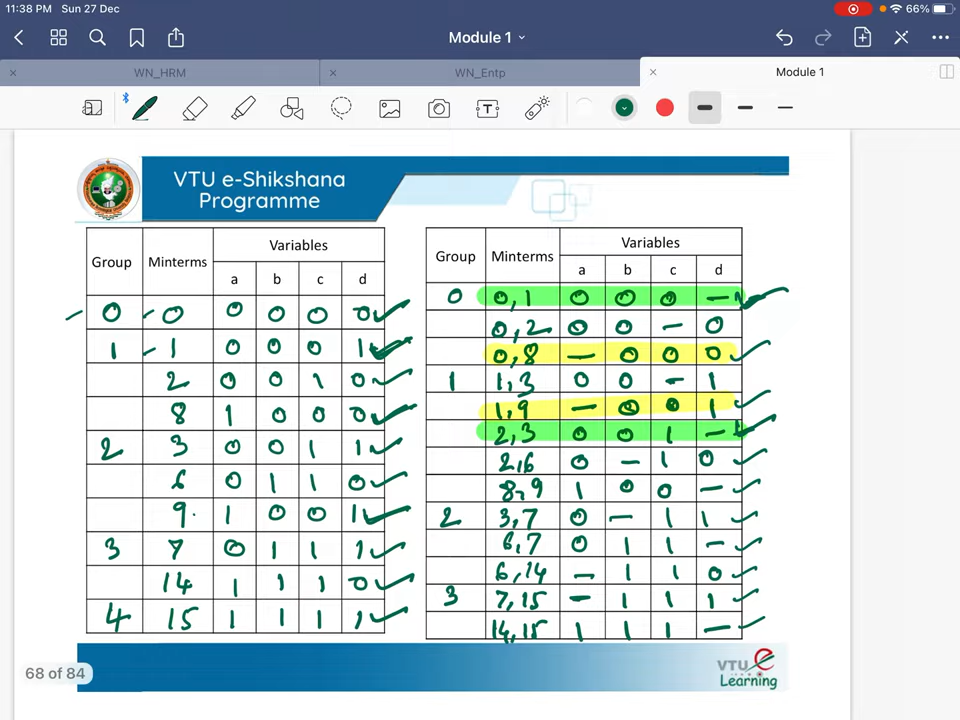 11:38 PM Sun 27 Dec
66%
Module 1
WN_HRM
WN_Entp
Module 1
VTU e-Shikshana
Programme
Group Minterms Variables
a b c d
0 0 0 0 0 0
1 1 0 0 0 1
2 0 0 1 0
8 1 0 0 0
2 3 0 0 1 1
6 0 1 1 0
9 1 0 0 1
3 7 0 1 1 1
14 1 1 1 0
4 15 1 1 1 1
Group Minterms Variables
a b c d
0 0,1 0 0 0 –
0,2 0 0 – 0
0,8 – 0 0 0
1 1,3 0 0 – 1
1,9 – 0 0 1
2,3 0 0 1 –
2,6 0 – 1 0
8,9 1 0 0 –
2 3,7 0 – 1 1
6,7 0 1 1 –
6,14 – 1 1 0
3 7,15 – 1 1 1
14,15 1 1 1 –
68 of 84
VTU e
Learning